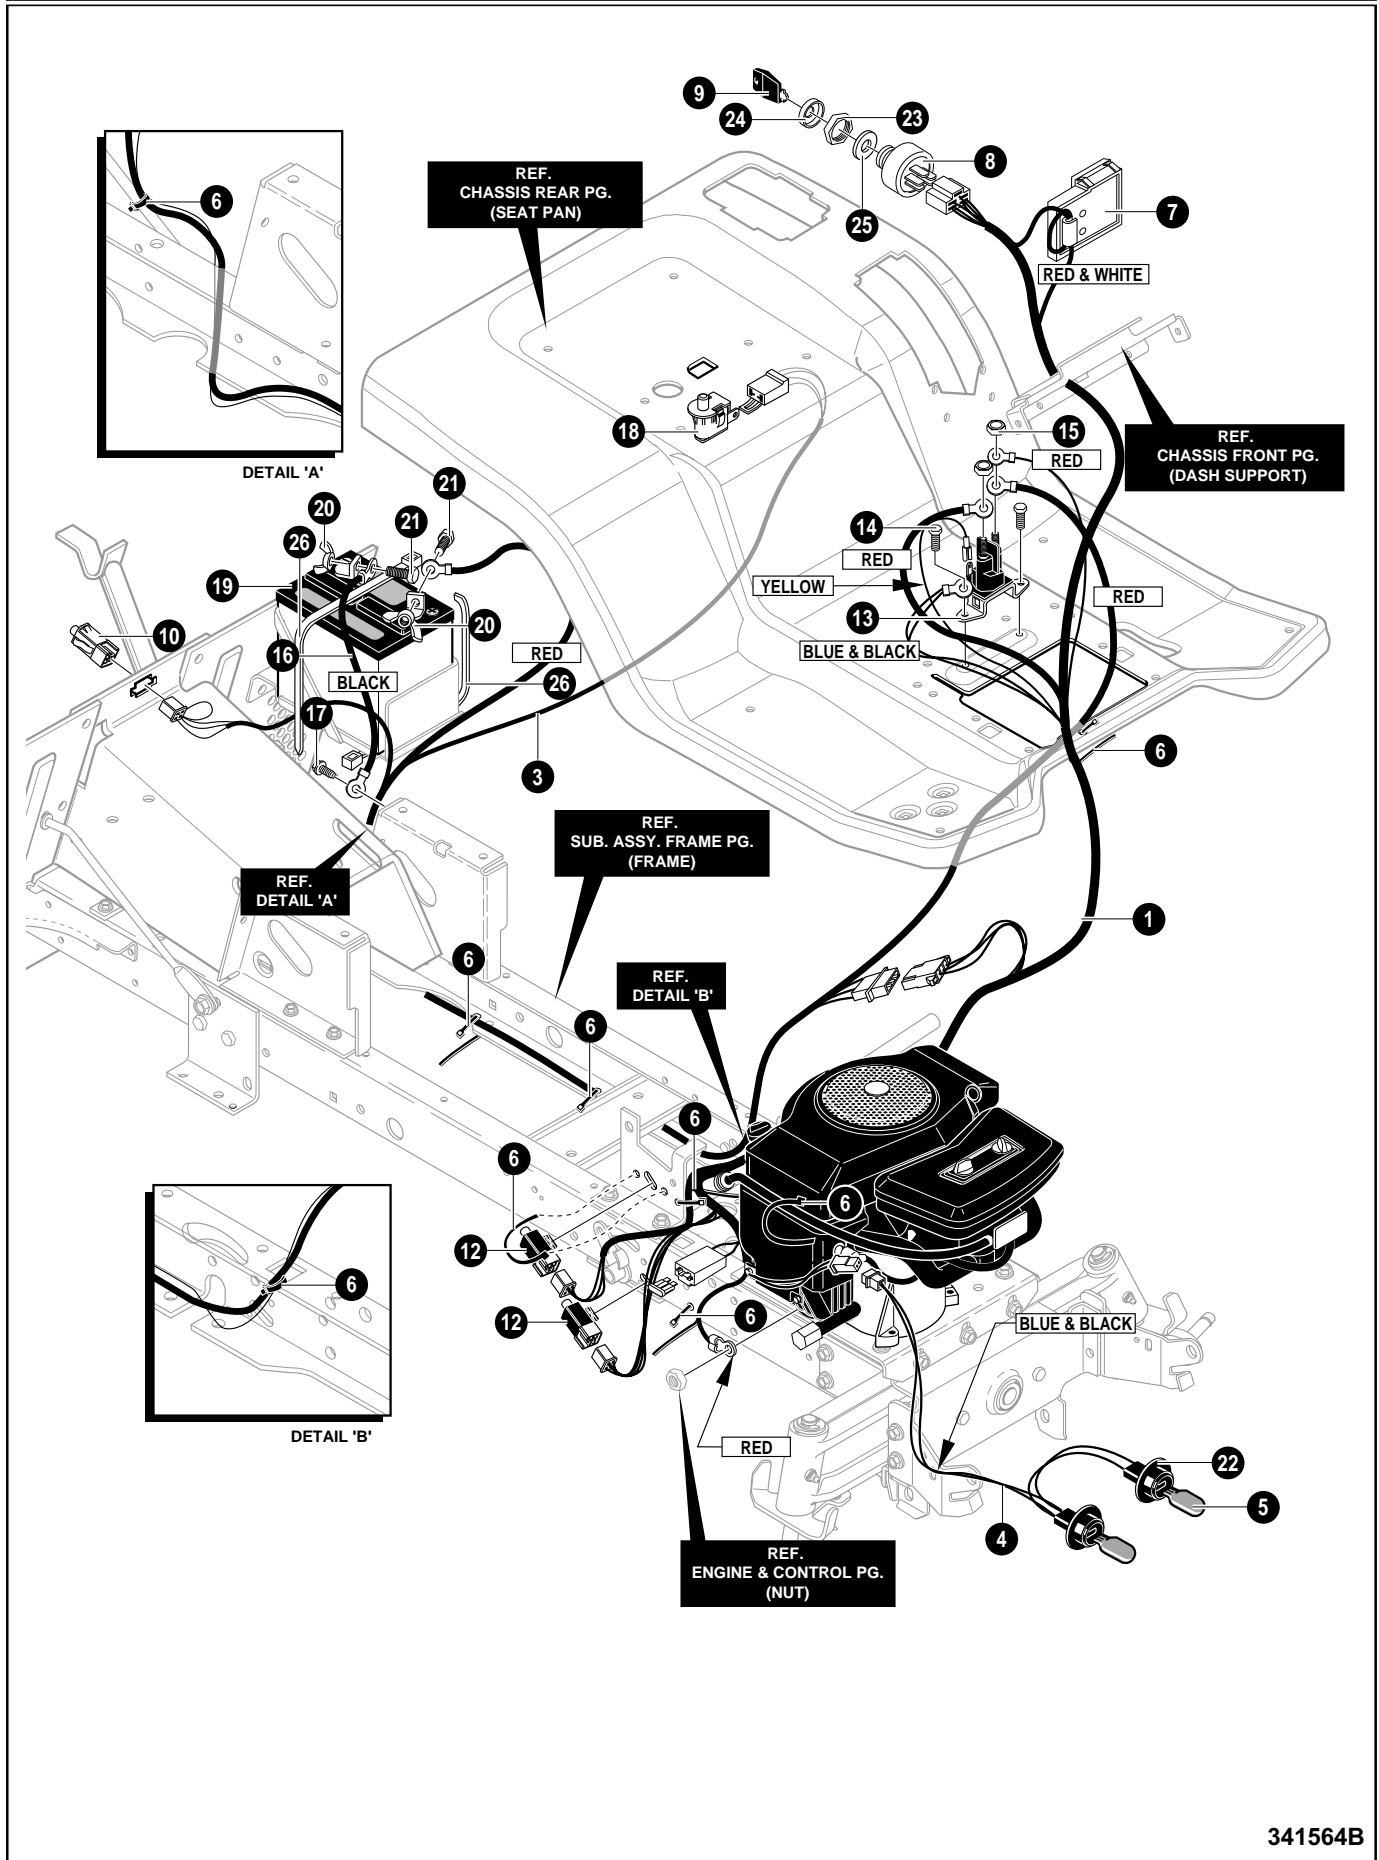 9
24
23
8
REF.
CHASSIS REAR PG.
(SEAT PAN)
6
25
7
RED & WHITE
18
15
RED
REF.
CHASSIS FRONT PG.
(DASH SUPPORT)
DETAIL 'A'
21
20
21
14
26
RED
19
YELLOW
RED
13
20
10
BLUE & BLACK
16
RED
BLACK
26
17
6
3
REF.
SUB. ASSY. FRAME PG.
(FRAME)
REF.
DETAIL 'A'
1
6
REF.
DETAIL 'B'
6
6
6
6
12
6
12
6
BLUE & BLACK
DETAIL 'B'
RED
22
5
4
REF.
ENGINE & CONTROL PG.
(NUT)
341564B